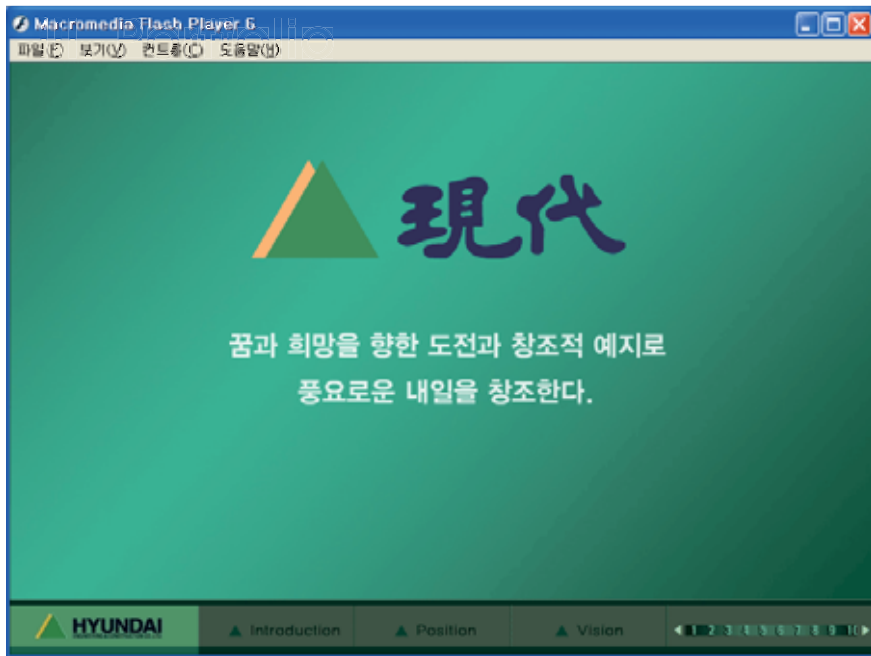 Macromedia Flash Player 6
파일(F) 보기(V) 컨트롤(C) 도움말(H)
現代
꿈과 희망을 향한 도전과 창조적 예지로
풍요로운 내일을 창조한다.
HYUNDAI
Introduction
Position
Vision
1 2 3 4 5 6 7 8 9 10